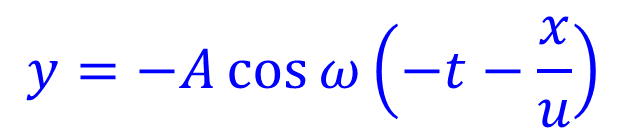 y = −A cos ω (−t − x/u)